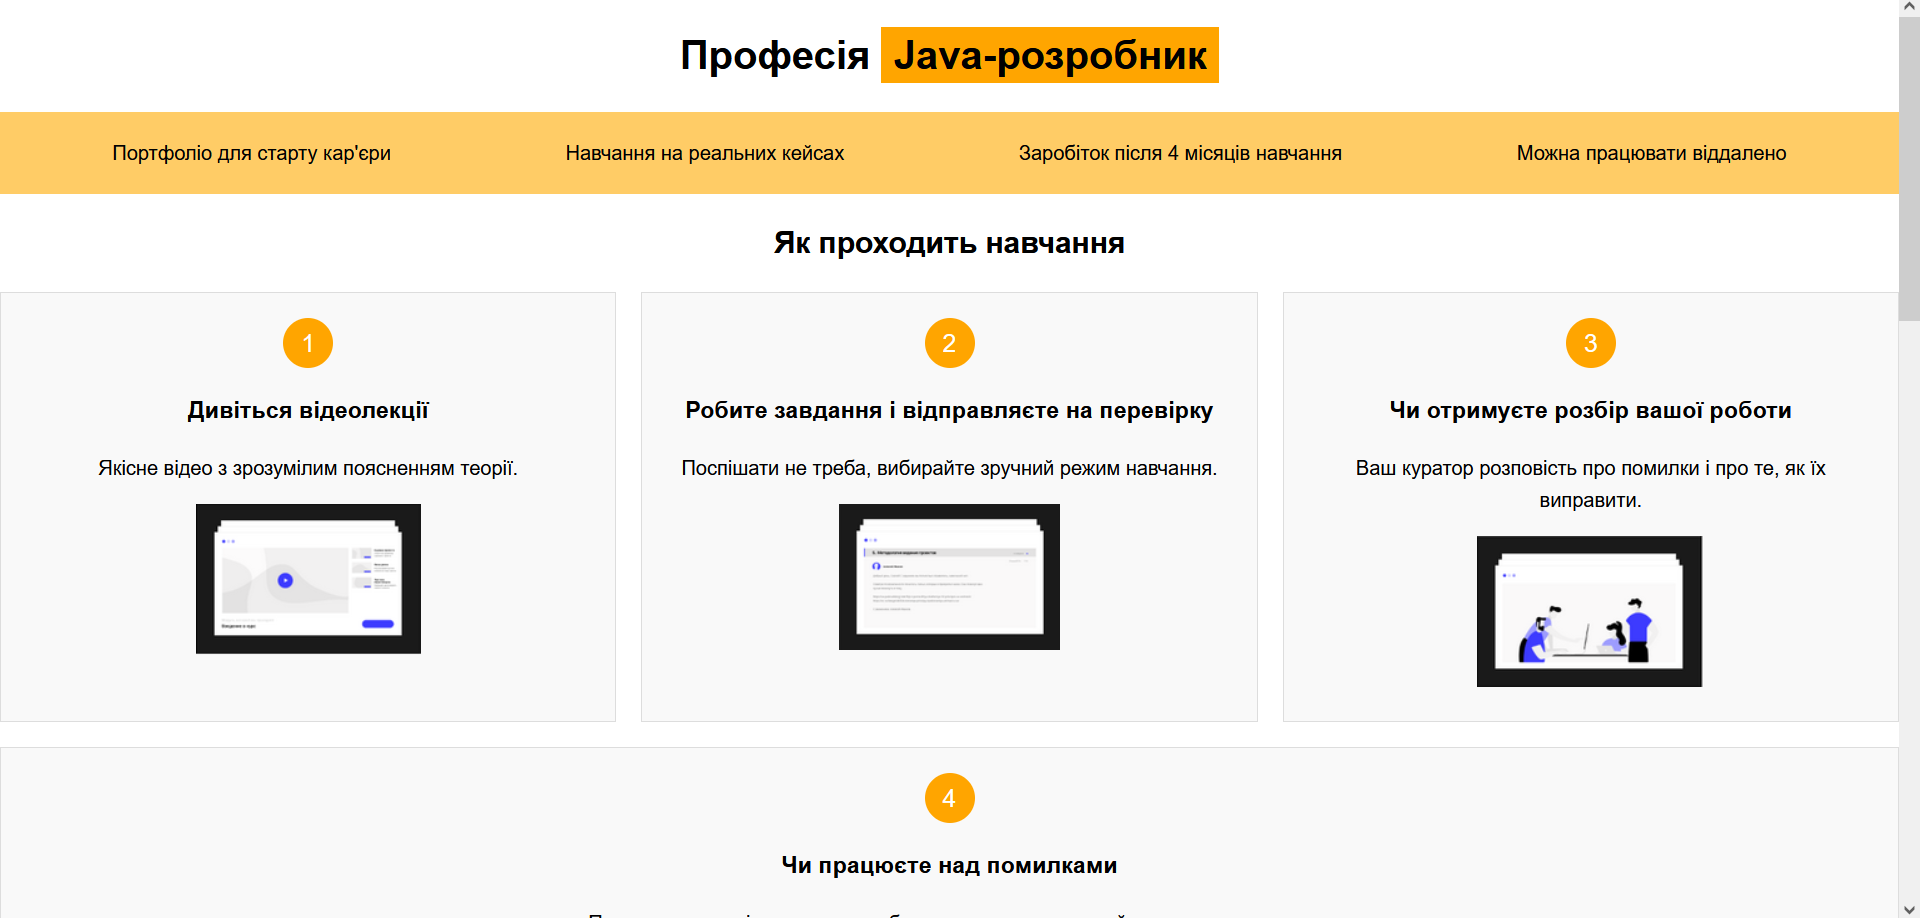 Професія Java-розробник
Портфоліо для старту кар'єри
Навчання на реальних кейсах
Заробіток після 4 місяців навчання
Можна працювати віддалено
Як проходить навчання
1
Дивіться відеолекції
Якісне відео з зрозумілим поясненням теорії.
2
Робите завдання і відправляєте на перевірку
Поспішати не треба, вибирайте зручний режим навчання.
3
Чи отримуєте розбір вашої роботи
Ваш куратор розповість про помилки і про те, як їх
виправити.
4
Чи працюєте над помилками